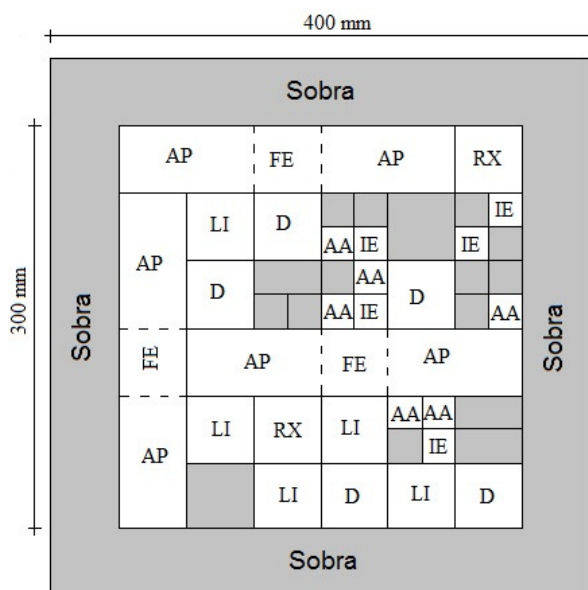 400 mm
Sobra
AP FE AP RX
LI D IE
AA IE IE
AP
D AA D
AA IE AA
300 mm
Sobra
Sobra
FE AP FE AP
AA AA
LI RX LI
IE
AP
LI D LI D
Sobra